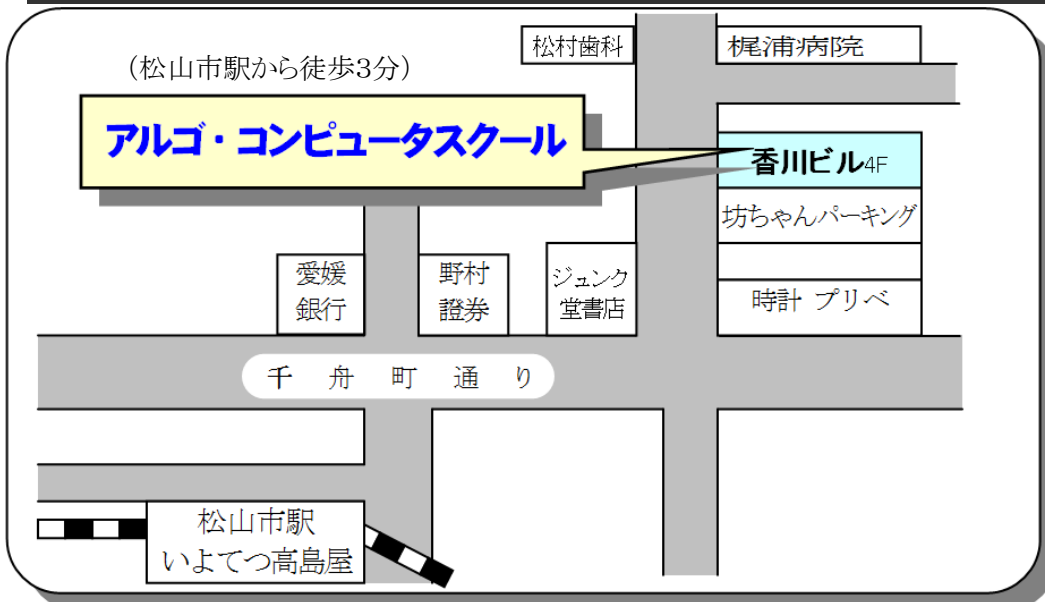 松村歯科
梶浦病院
（松山市駅から徒歩3分）
アルゴ・コンピュータスクール
香川ビル4F
坊ちゃんパーキング
愛媛
銀行
野村
證券
ジュンク
堂書店
時計 プリベ
千舟町通り
松山市駅
いよてつ高島屋